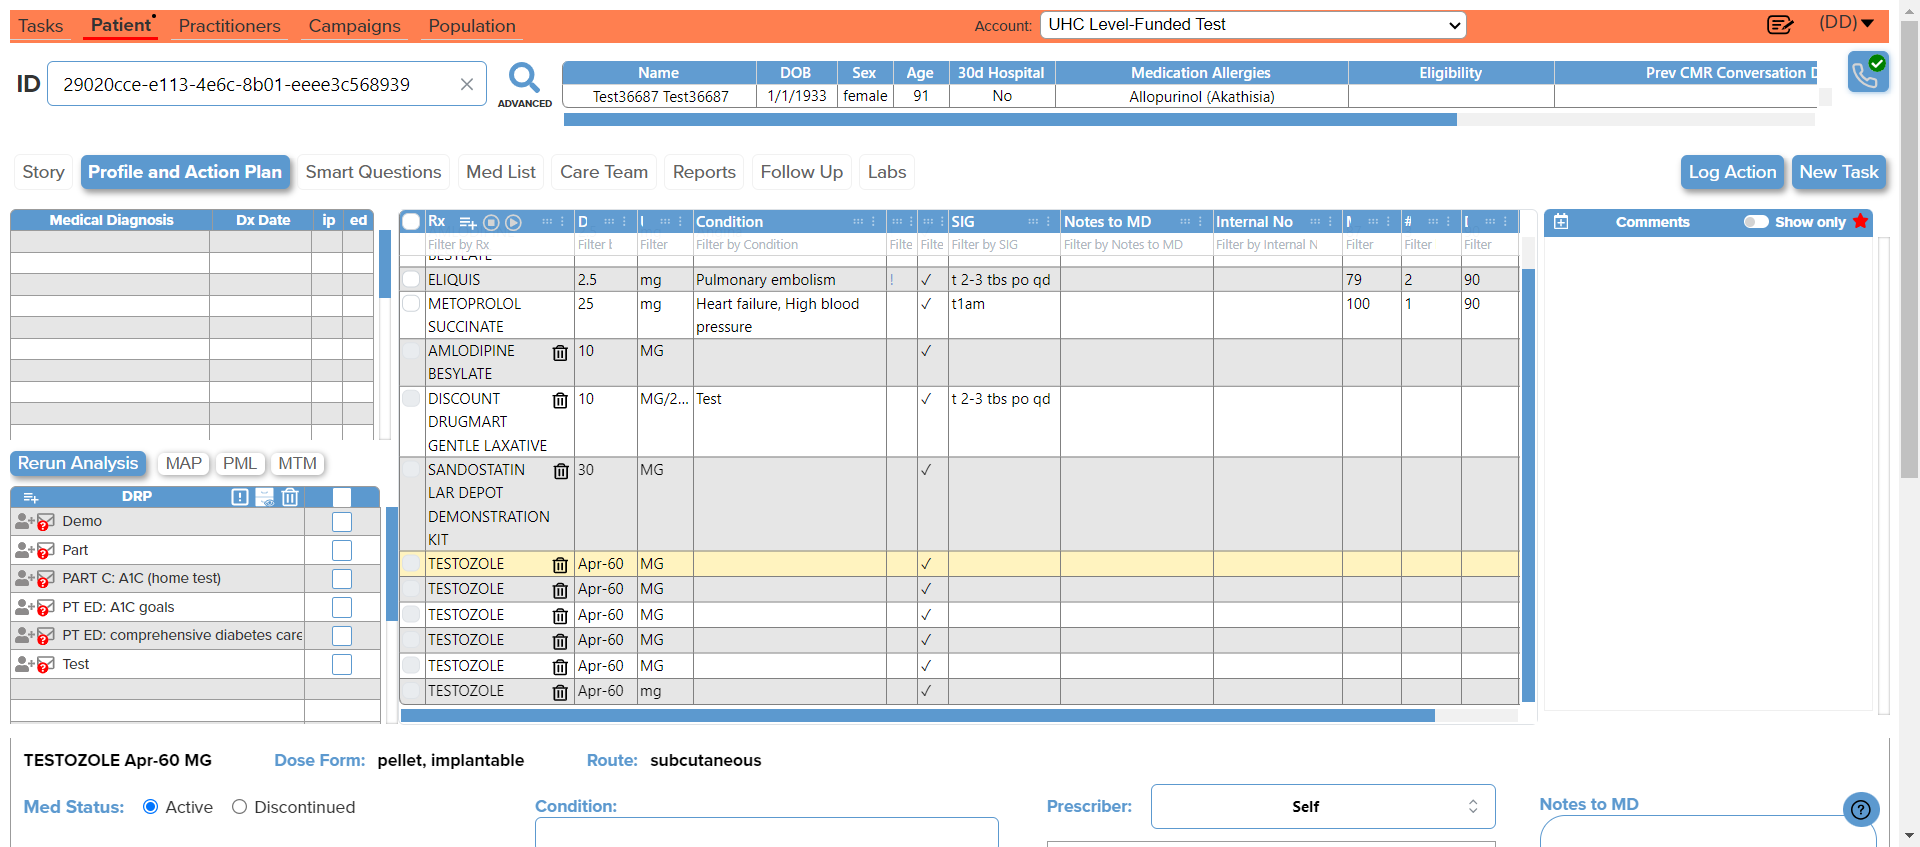 Tasks Patient Practitioners Campaigns Population Account: UHC Level-Funded Test (DD)
ID 29020cce-e113-4e6c-8b01-eeee3c568939 ADVANCED
Name DOB Sex Age 30d Hospital Medication Allergies Eligibility Prev CMR Conversation D
Test36687 Test36687 1/1/1933 female 91 No Allopurinol (Akathisia)
Story Profile and Action Plan Smart Questions Med List Care Team Reports Follow Up Labs Log Action New Task
Medical Diagnosis Dx Date ip ed
Rerun Analysis MAP PML MTM
DRP
Demo
Part
PART C: A1C (home test)
PT ED: A1C goals
PT ED: comprehensive diabetes care
Test
Rx D Condition SIG Notes to MD Internal No #
Filter by Rx Filter b Filter Filter by Condition Filte Filte Filter by SIG Filter by Notes to MD Filter by Internal N Filter Filter Filter
BESYLATE
ELIQUIS 2.5 mg Pulmonary embolism ! ✓ t 2-3 tbs po qd 79 2 90
METOPROLOL 25 mg Heart failure, High blood ✓ t1am 100 1 90
SUCCINATE pressure
AMLODIPINE 10 MG ✓
BESYLATE
DISCOUNT 10 MG/2... Test ✓ t 2-3 tbs po qd
DRUGMART
GENTLE LAXATIVE
SANDOSTATIN 30 MG ✓
LAR DEPOT
DEMONSTRATION
KIT
TESTOZOLE Apr-60 MG ✓
TESTOZOLE Apr-60 MG ✓
TESTOZOLE Apr-60 MG ✓
TESTOZOLE Apr-60 MG ✓
TESTOZOLE Apr-60 MG ✓
TESTOZOLE Apr-60 mg ✓
Comments Show only
TESTOZOLE Apr-60 MG Dose Form: pellet, implantable Route: subcutaneous
Med Status: Active Discontinued Condition: Prescriber: Self Notes to MD